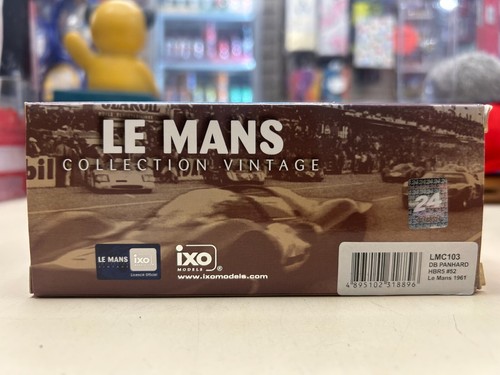 LE MANS
COLLECTION VINTAGE
24
LE MANS ixo
ixo
MODELS
www.ixomodels.com
LMC103
DB PANHARD
HBR5 #52
Le Mans 1961
4 895102 318896